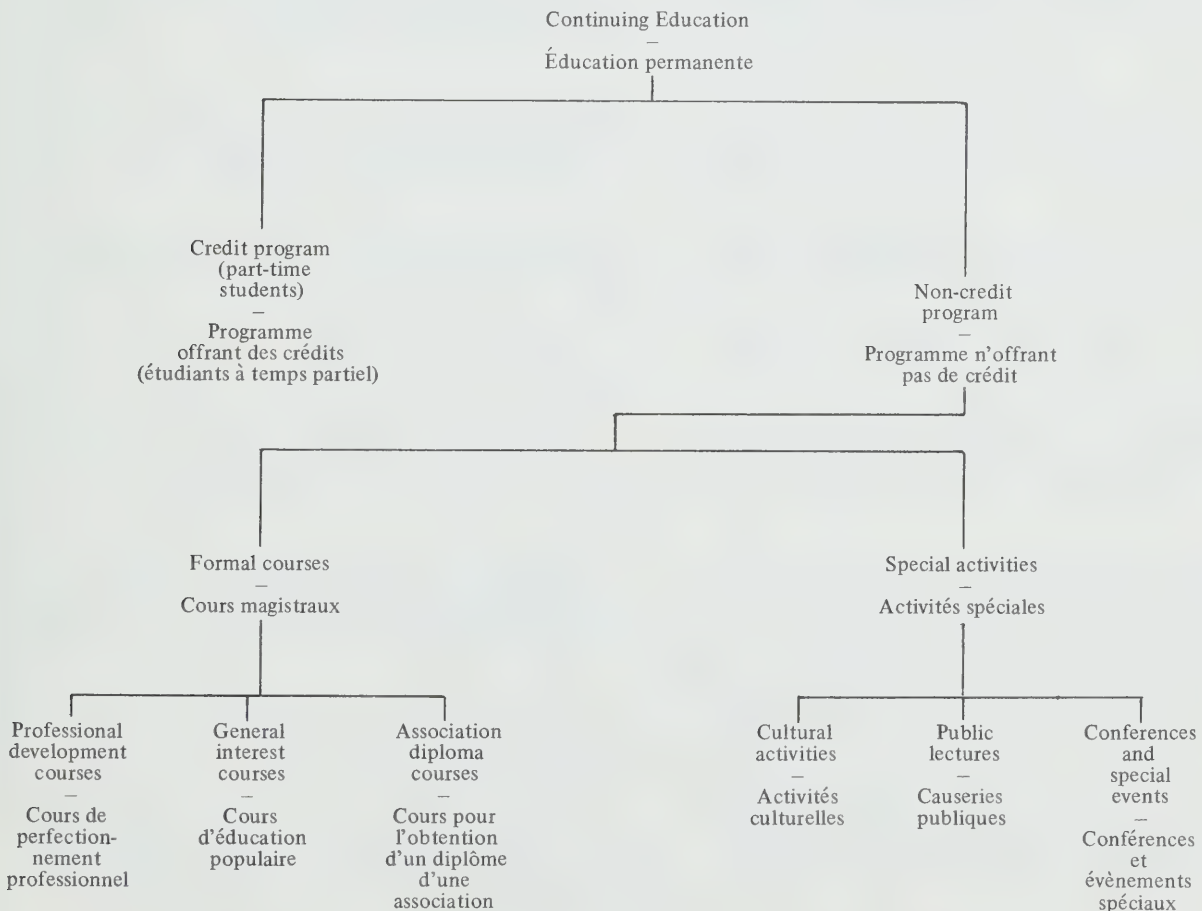 Continuing Education
–
Éducation permanente
Credit program
(part-time
students)
–
Programme
offrant des crédits
(étudiants à temps partiel)
Non-credit
program
–
Programme n'offrant
pas de crédit
Formal courses
–
Cours magistraux
Special activities
–
Activités spéciales
Professional
development
courses
–
Cours de
perfection-
nement
professionnel
General
interest
courses
–
Cours
d'éducation
populaire
Association
diploma
courses
–
Cours pour
l'obtention
d'un diplôme
d'une
association
Cultural
activities
–
Activités
culturelles
Public
lectures
–
Causeries
publiques
Conferences
and
special
events
–
Conférences
et
évènements
spéciaux